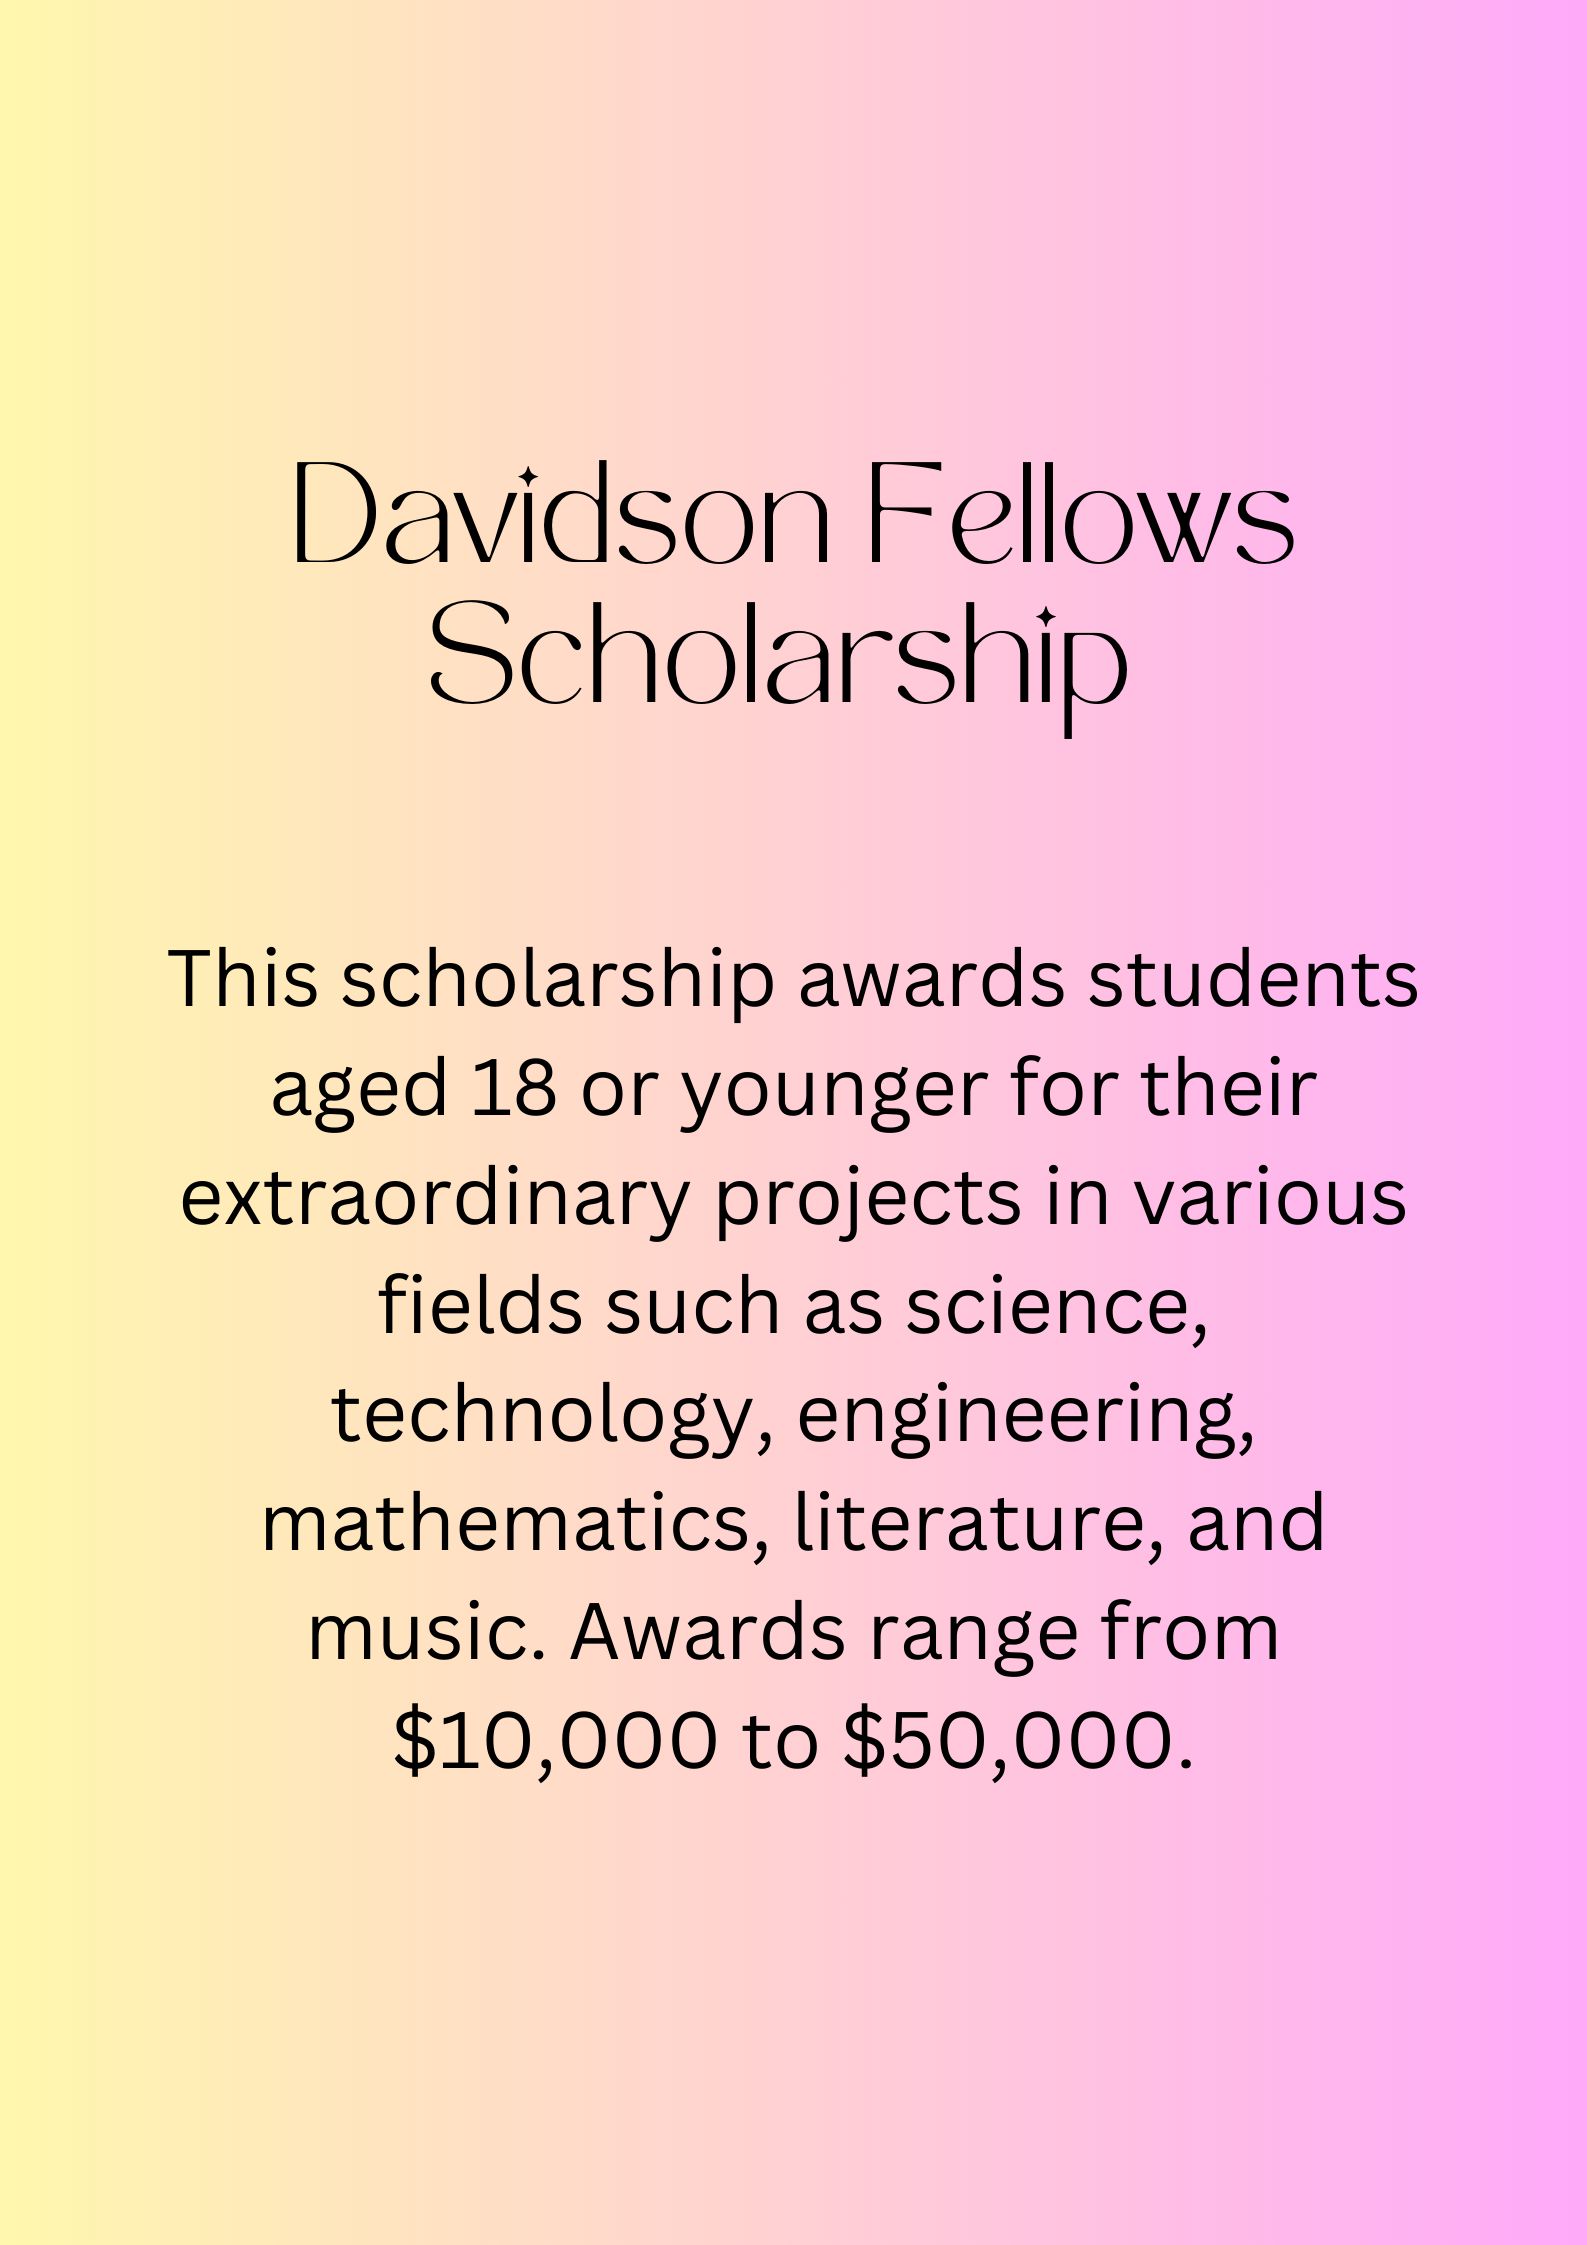 Davidson Fellows
Scholarship
This scholarship awards students
aged 18 or younger for their
extraordinary projects in various
fields such as science,
technology, engineering,
mathematics, literature, and
music. Awards range from
$10,000 to $50,000.